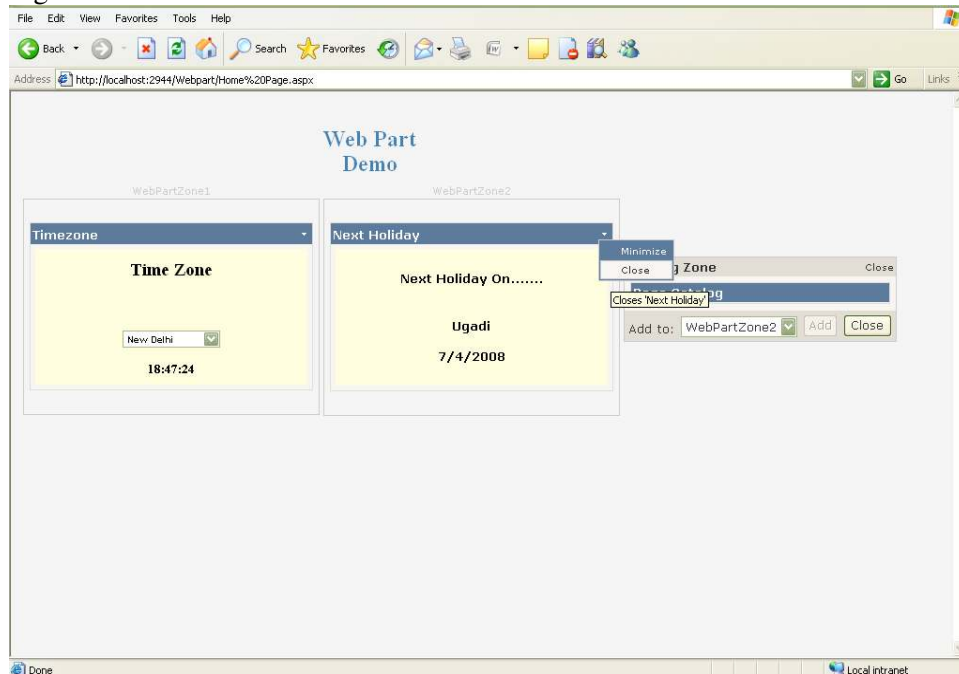 File Edit View Favorites Tools Help
Back Search Favorites
Address http://localhost:2944/Webpart/Home%20Page.aspx Go Links
Web Part
Demo
WebPartZone1 WebPartZone2
Timezone Next Holiday
Minimize
Time Zone Close Zone Close
Next Holiday On.......
Closes 'Next Holiday'
Ugadi Add to: WebPartZone2 Add Close
New Delhi
7/4/2008
18:47:24
Done Local intranet